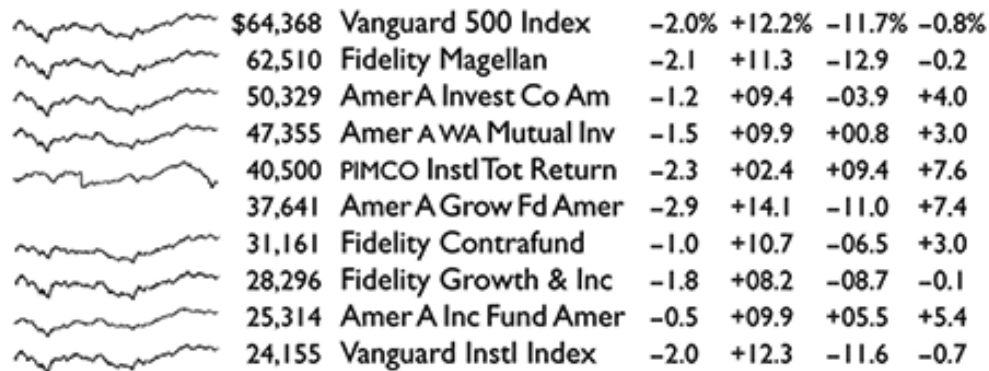 $64,368 Vanguard 500 Index −2.0% +12.2% −11.7% −0.8%
62,510 Fidelity Magellan −2.1 +11.3 −12.9 −0.2
50,329 Amer A Invest Co Am −1.2 +09.4 −03.9 +4.0
47,355 Amer A WA Mutual Inv −1.5 +09.9 +00.8 +3.0
40,500 PIMCO Instl Tot Return −2.3 +02.4 +09.4 +7.6
37,641 Amer A Grow Fd Amer −2.9 +14.1 −11.0 +7.4
31,161 Fidelity Contrafund −1.0 +10.7 −06.5 +3.0
28,296 Fidelity Growth & Inc −1.8 +08.2 −08.7 −0.1
25,314 Amer A Inc Fund Amer −0.5 +09.9 +05.5 +5.4
24,155 Vanguard Instl Index −2.0 +12.3 −11.6 −0.7